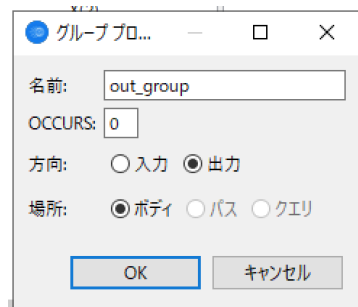 グループ プロ...
名前: out_group
OCCURS: 0
方向: 入力 出力
場所: ボディ パス クエリ
OK キャンセル